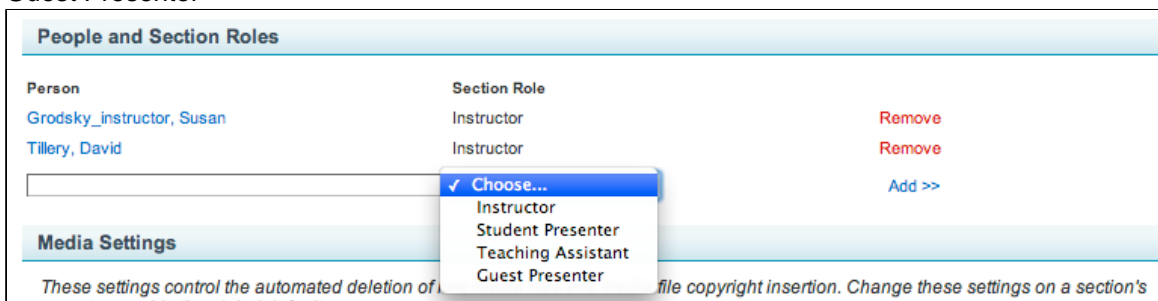 Guest Presenter
People and Section Roles
Person Section Role
Grodsky_instructor, Susan Instructor Remove
Tillery, David Instructor Remove
✓ Choose... Add >>
Instructor
Student Presenter
Teaching Assistant
Guest Presenter
Media Settings
These settings control the automated deletion of file copyright insertion. Change these settings on a section's